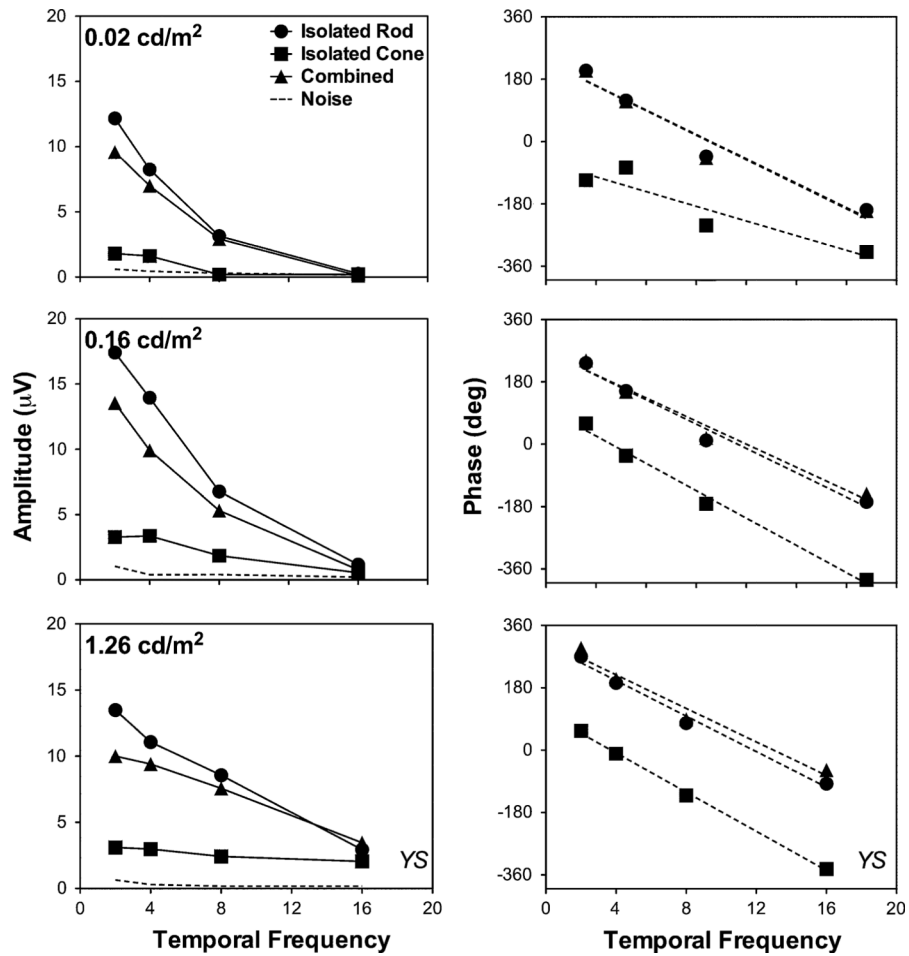 20
15
10
5
0
0.02 cd/m²
Isolated Rod
Isolated Cone
Combined
Noise
360
180
0
-180
-360
20
15
10
5
0
0.16 cd/m²
Amplitude (μV)
360
180
0
-180
-360
Phase (deg)
20
15
10
5
0
1.26 cd/m²
YS
0 4 8 12 16 20
Temporal Frequency
360
180
0
-180
-360
YS
0 4 8 12 16 20
Temporal Frequency